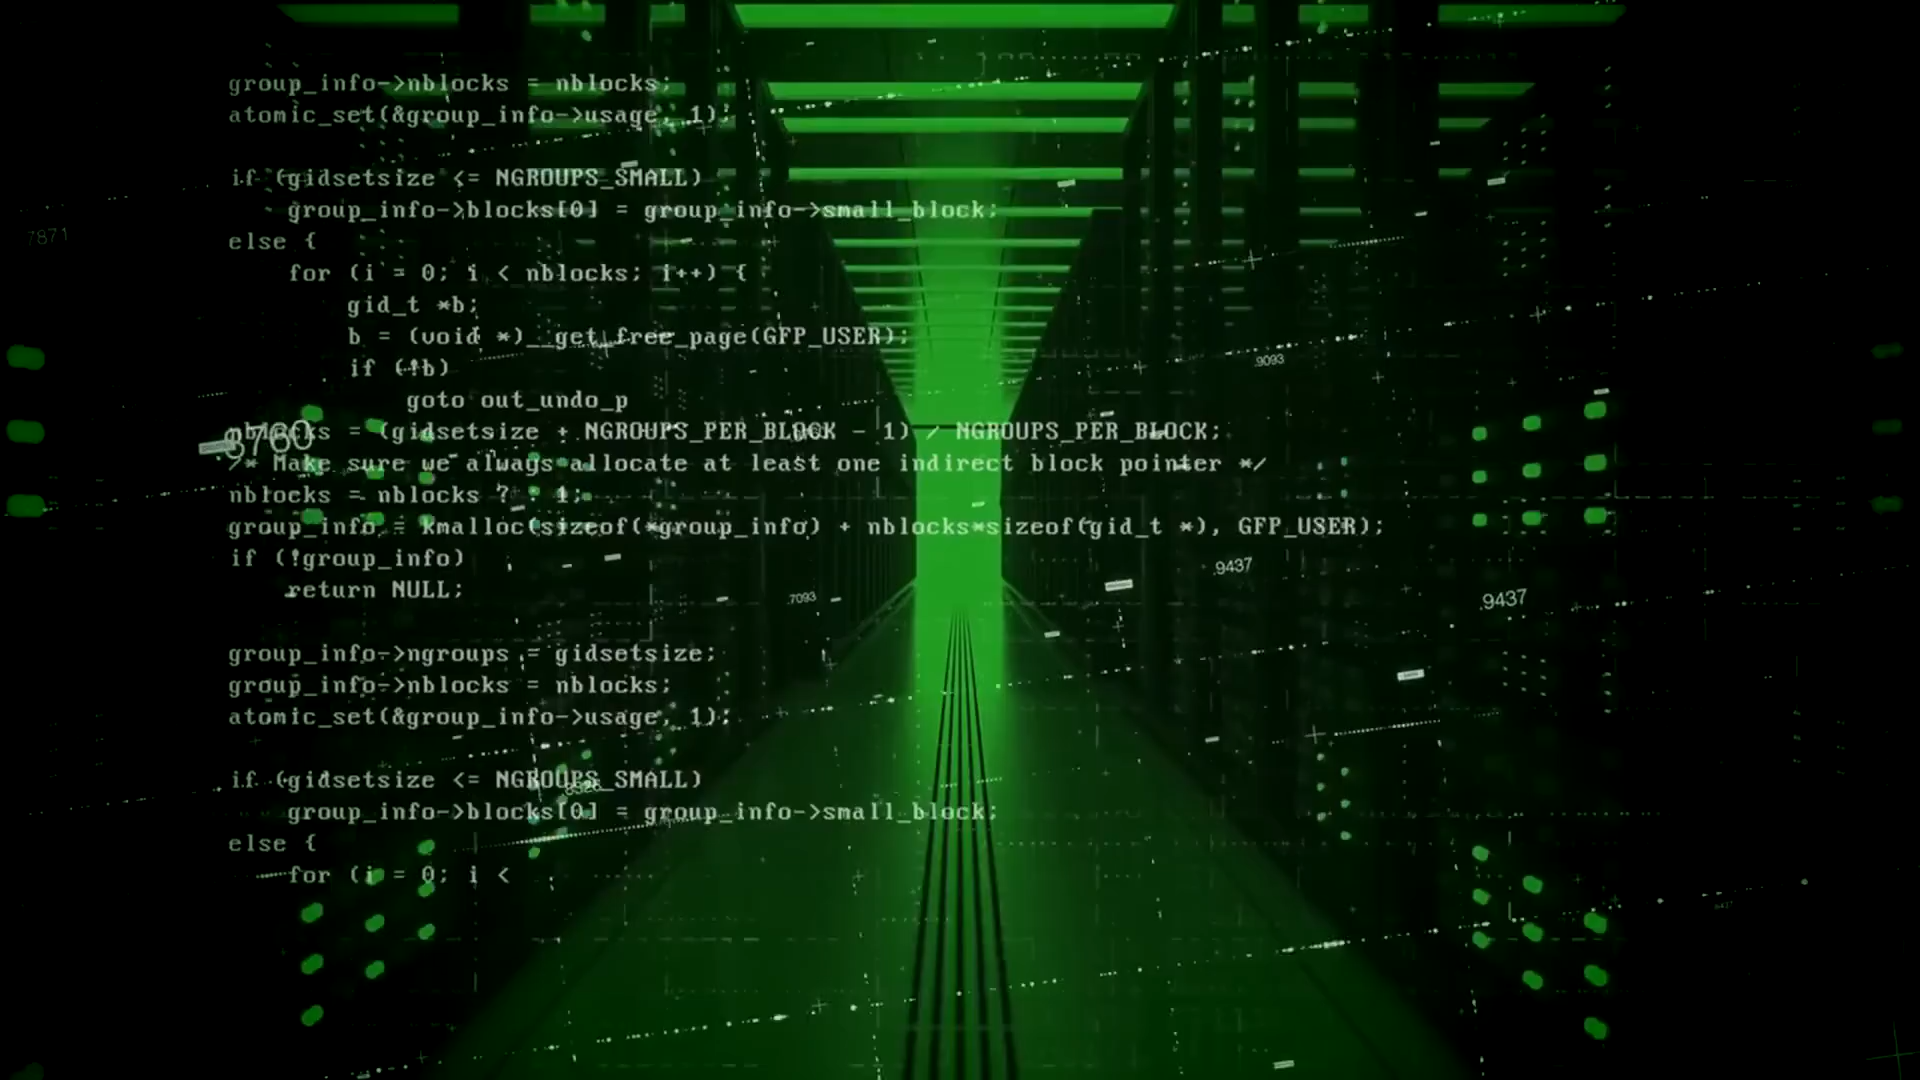 group_info->nblocks = nblocks;
atomic_set(&group_info->usage, 1);
if (gidsetsize <= NGROUPS_SMALL)
group_info->blocks[0] = group_info->small_block;
else {
for (i = 0; i < nblocks; i++) {
gid_t *b;
b = (void *)__get_free_page(GFP_USER);
if (!b)
goto out_undo_p
nblocks = (gidsetsize + NGROUPS_PER_BLOCK - 1) / NGROUPS_PER_BLOCK;
/* Make sure we always allocate at least one indirect block pointer */
nblocks = nblocks ? : 1;
group_info = kmalloc(sizeof(*group_info) + nblocks*sizeof(gid_t *), GFP_USER);
if (!group_info)
return NULL;
group_info->ngroups = gidsetsize;
group_info->nblocks = nblocks;
atomic_set(&group_info->usage, 1);
if (gidsetsize <= NGROUPS_SMALL)
group_info->blocks[0] = group_info->small_block;
else {
for (i = 0; i <
7871
.9093
.8760
.9437
.9437
.7093